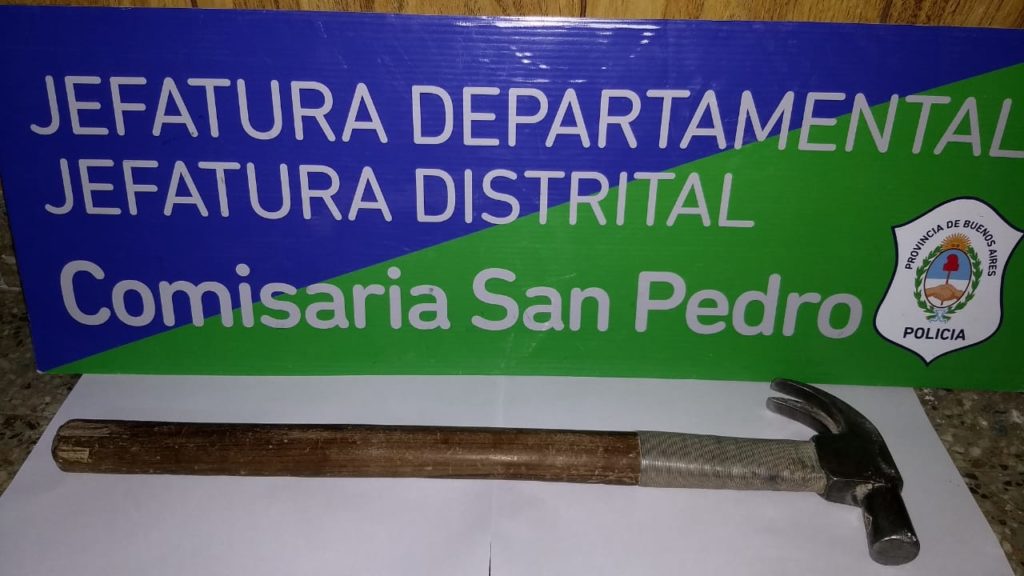 JEFATURA DEPARTAMENTAL
JEFATURA DISTRITAL
Comisaria San Pedro
PROVINCIA DE BUENOS AIRES
POLICIA